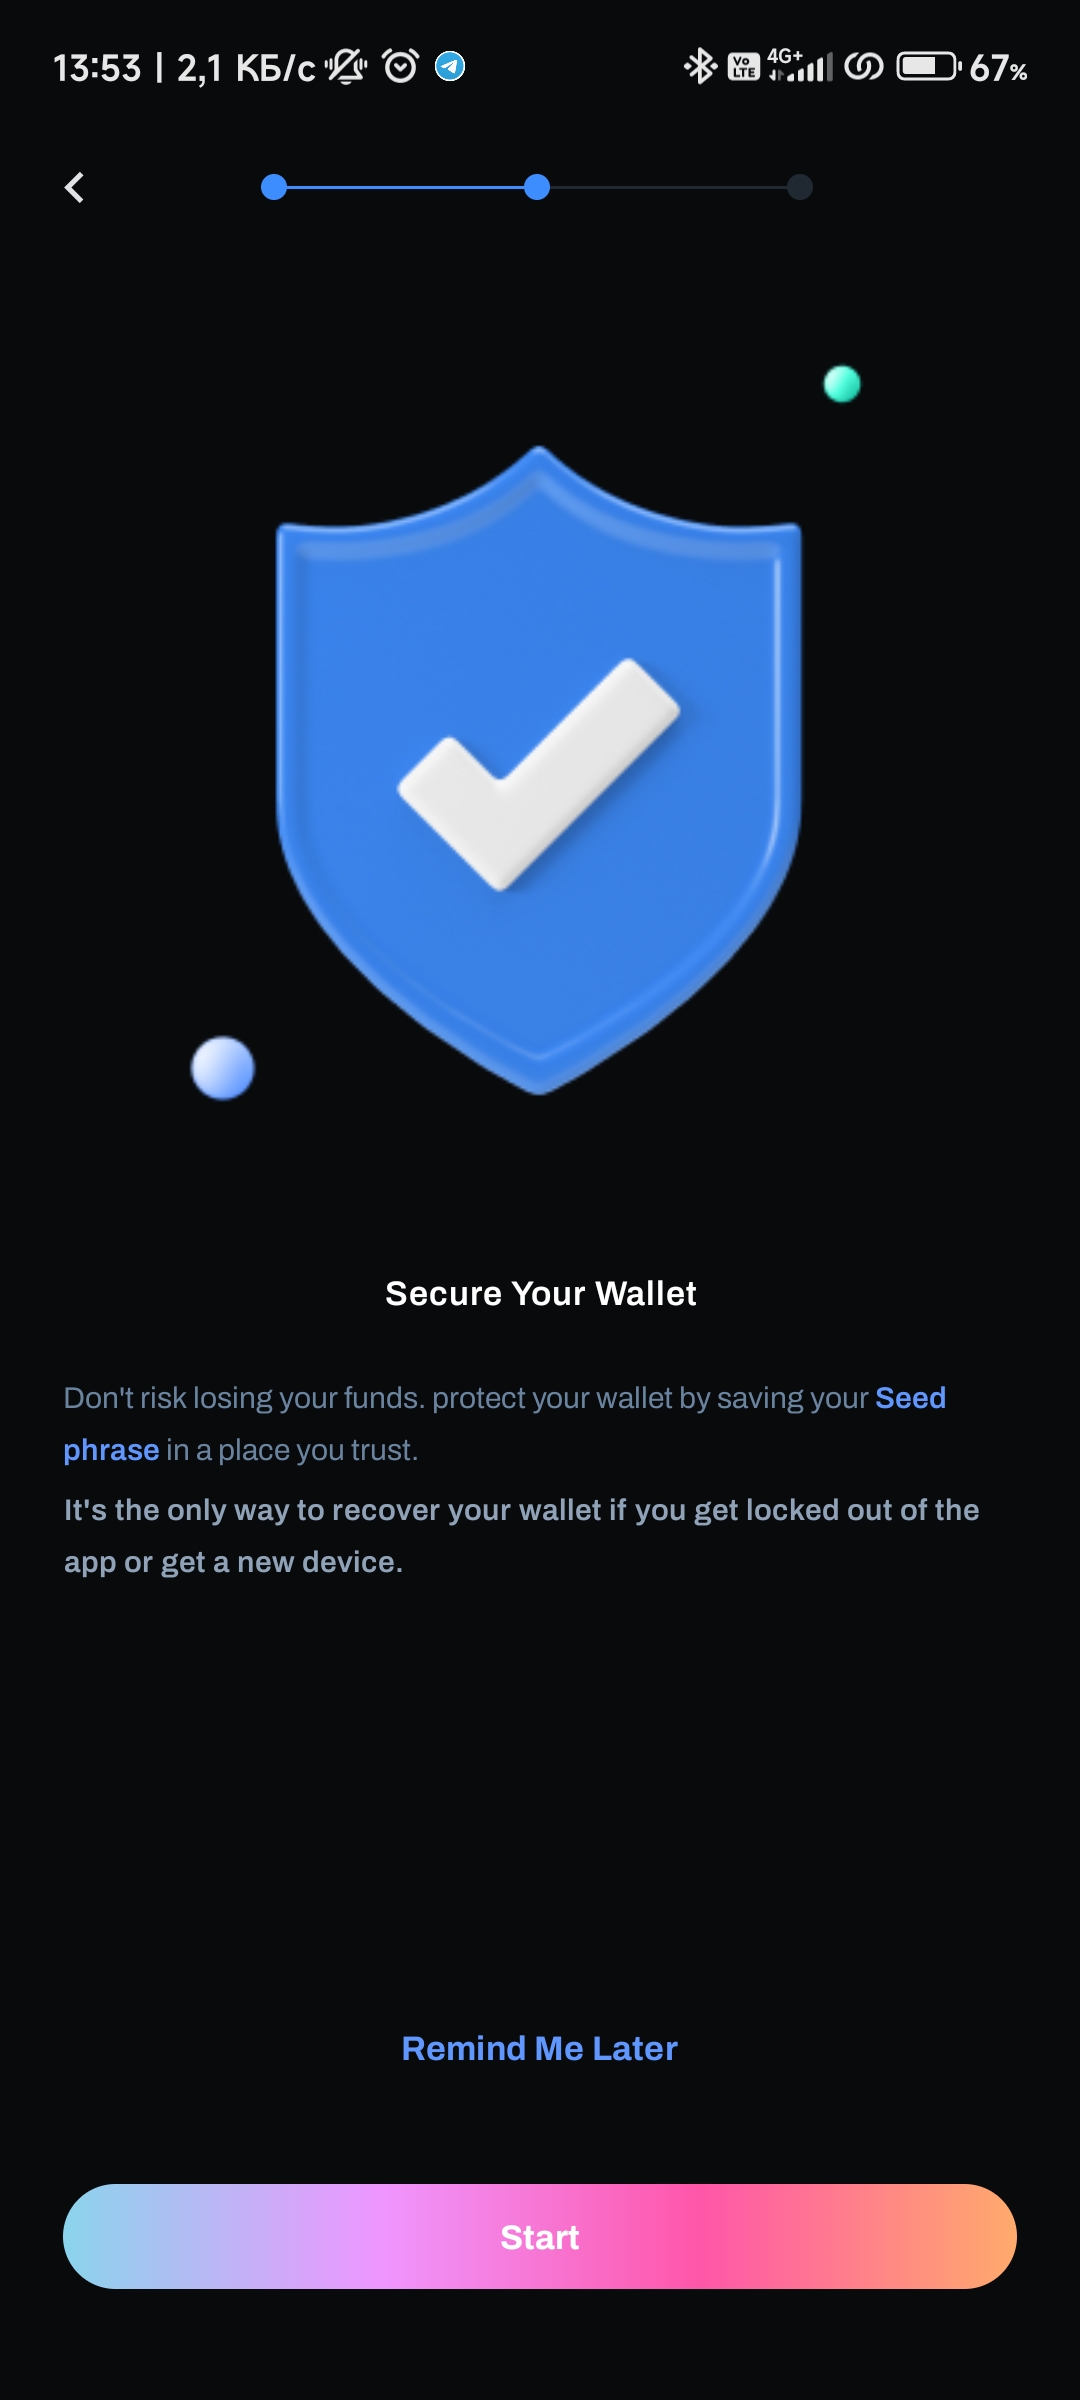 13:53 | 2,1 КБ/с Vo LTE 4G+ 67%
Secure Your Wallet
Don't risk losing your funds. protect your wallet by saving your Seed
phrase in a place you trust.
It's the only way to recover your wallet if you get locked out of the
app or get a new device.
Remind Me Later
Start